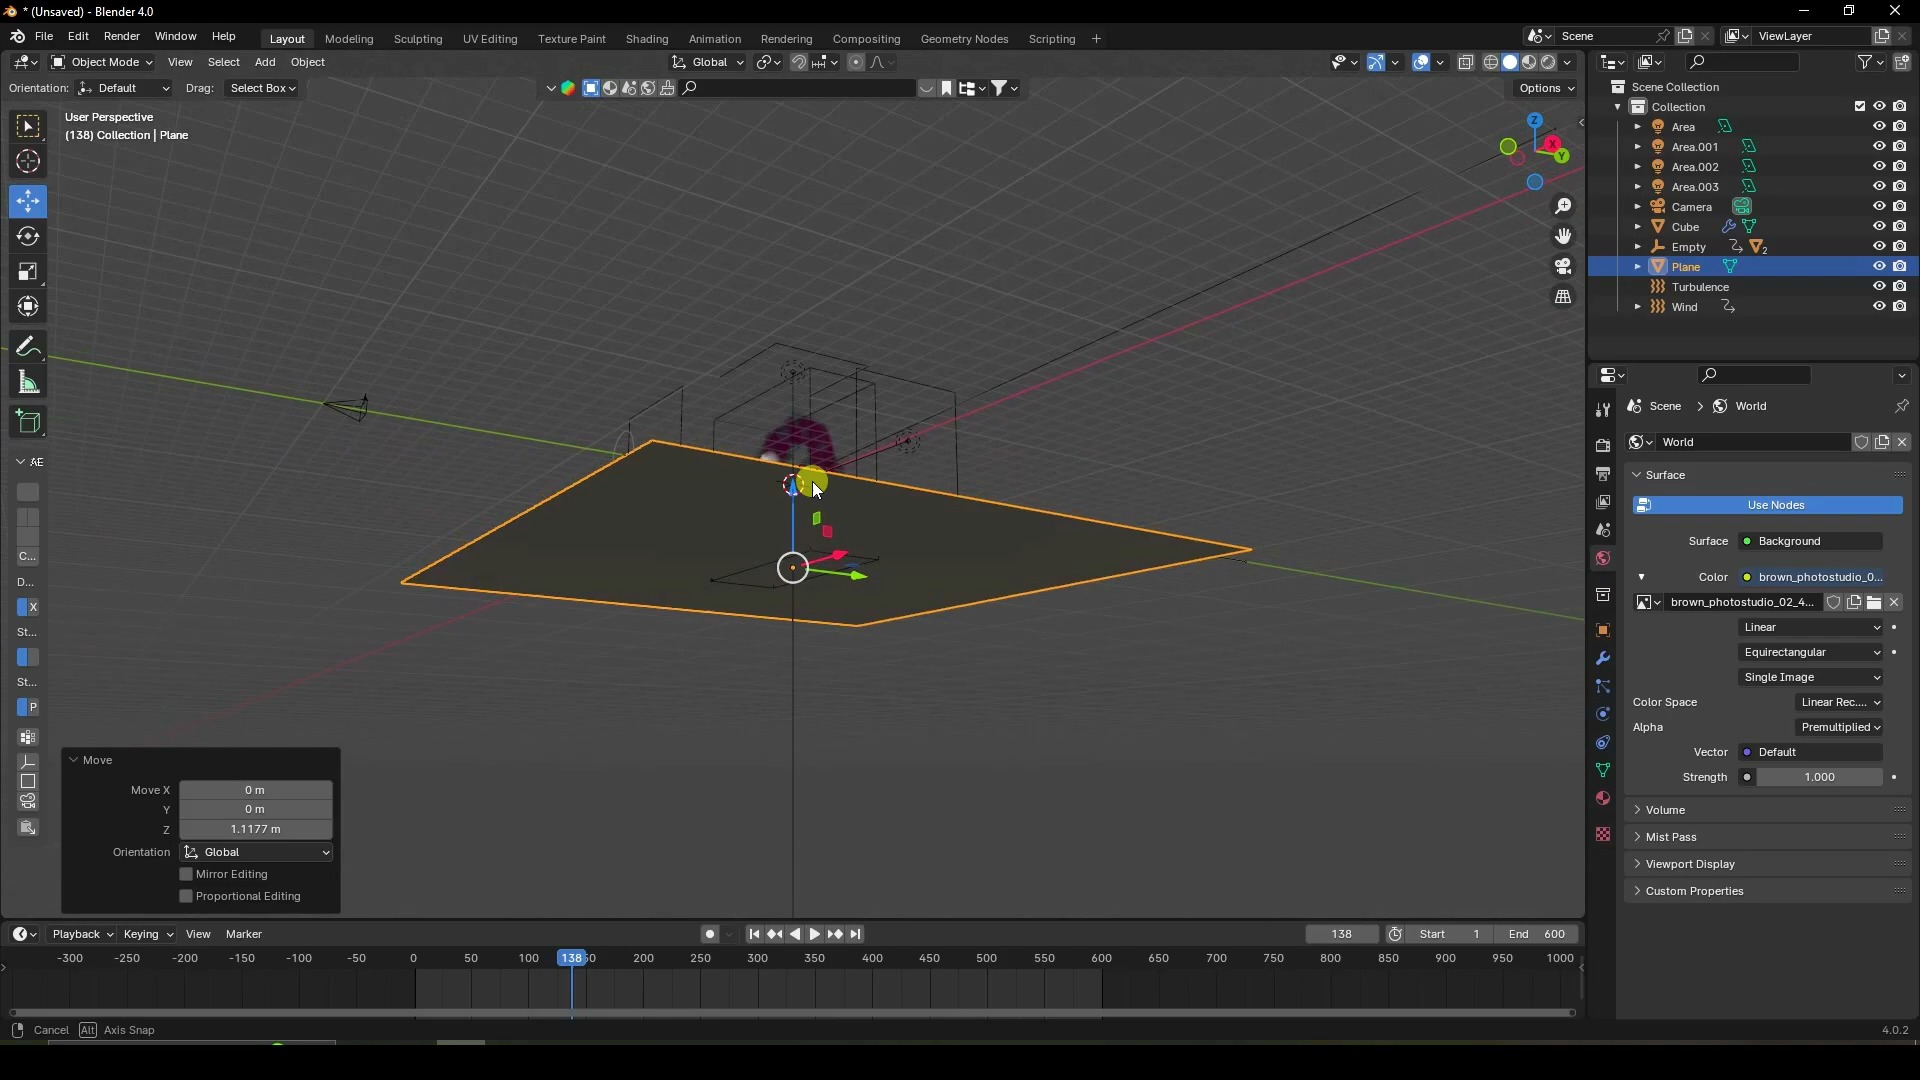 * (Unsaved) - Blender 4.0
File Edit Render Window Help
Layout Modeling Sculpting UV Editing Texture Paint Shading Animation Rendering Compositing Geometry Nodes Scripting +
Scene
ViewLayer
Object Mode View Select Add Object
Global
Orientation: Default Drag: Select Box
Options
User Perspective
(138) Collection | Plane
Z
X
Y
Scene Collection
Collection
Area
Area.001
Area.002
Area.003
Camera
Cube
Empty
2
Plane
Turbulence
Wind
AE
C...
D...
X
St...
St...
P
Scene > World
World
Surface
Use Nodes
Surface Background
Color brown_photostudio_0...
brown_photostudio_02_4...
Linear
Equirectangular
Single Image
Color Space Linear Rec....
Alpha Premultiplied
Vector Default
Strength 1.000
Volume
Mist Pass
Viewport Display
Custom Properties
Move
Move X 0 m
Y 0 m
Z 1.1177 m
Orientation Global
Mirror Editing
Proportional Editing
Playback Keying View Marker
138 Start 1 End 600
-300 -250 -200 -150 -100 -50 0 50 100 138 200 250 300 350 400 450 500 550 600 650 700 750 800 850 900 950 1000
Cancel Alt Axis Snap
4.0.2